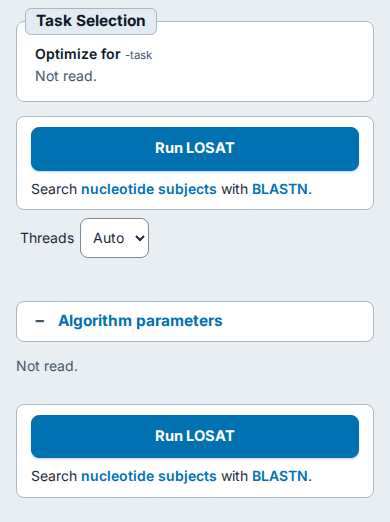 Task Selection
Optimize for -task
Not read.
Run LOSAT
Search nucleotide subjects with BLASTN.
Threads Auto
− Algorithm parameters
Not read.
Run LOSAT
Search nucleotide subjects with BLASTN.